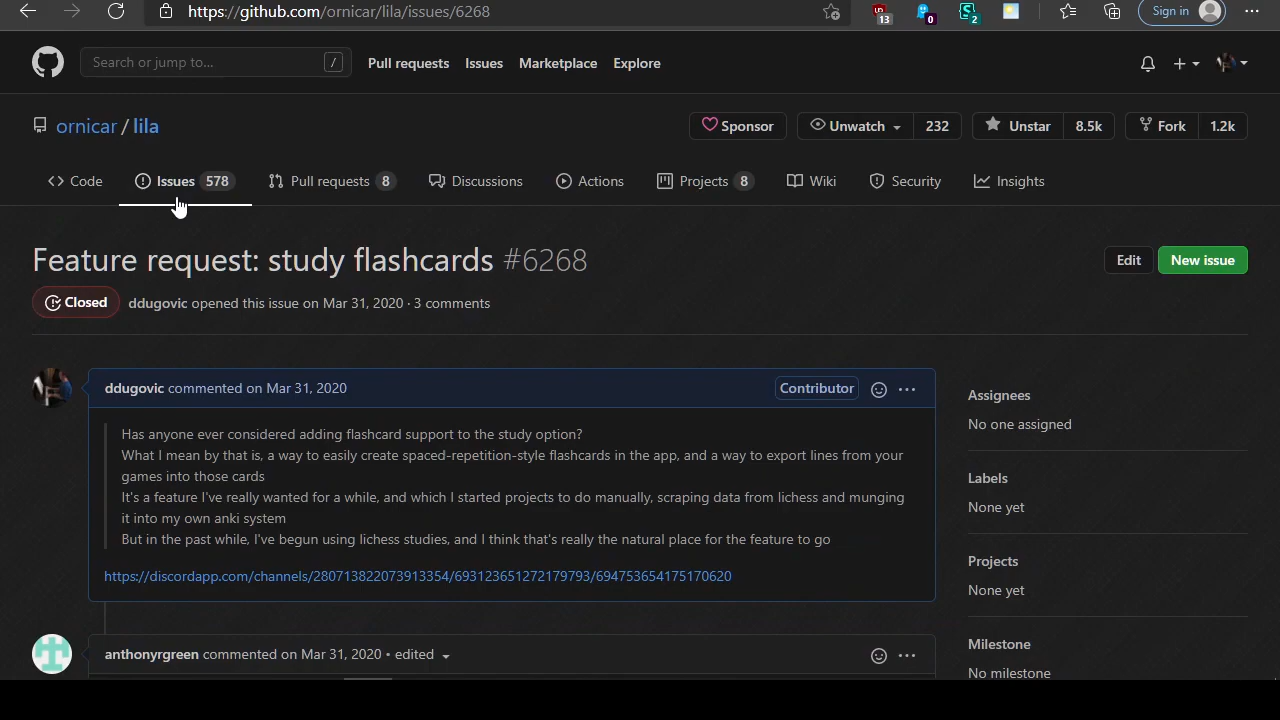 https://github.com/ornicar/lila/issues/6268
13
0
2
Sign in
Search or jump to...
/
Pull requests
Issues
Marketplace
Explore
ornicar / lila
Sponsor
Unwatch
232
Unstar
8.5k
Fork
1.2k
Code
Issues 578
Pull requests 8
Discussions
Actions
Projects 8
Wiki
Security
Insights
Feature request: study flashcards #6268
Edit
New issue
Closed
ddugovic opened this issue on Mar 31, 2020 · 3 comments
ddugovic commented on Mar 31, 2020
Contributor
Has anyone ever considered adding flashcard support to the study option?
What I mean by that is, a way to easily create spaced-repetition-style flashcards in the app, and a way to export lines from your
games into those cards
It's a feature I've really wanted for a while, and which I started projects to do manually, scraping data from lichess and munging
it into my own anki system
But in the past while, I've begun using lichess studies, and I think that's really the natural place for the feature to go
https://discordapp.com/channels/280713822073913354/693123651272179793/694753654175170620
anthonyrgreen commented on Mar 31, 2020 • edited
Assignees
No one assigned
Labels
None yet
Projects
None yet
Milestone
No milestone